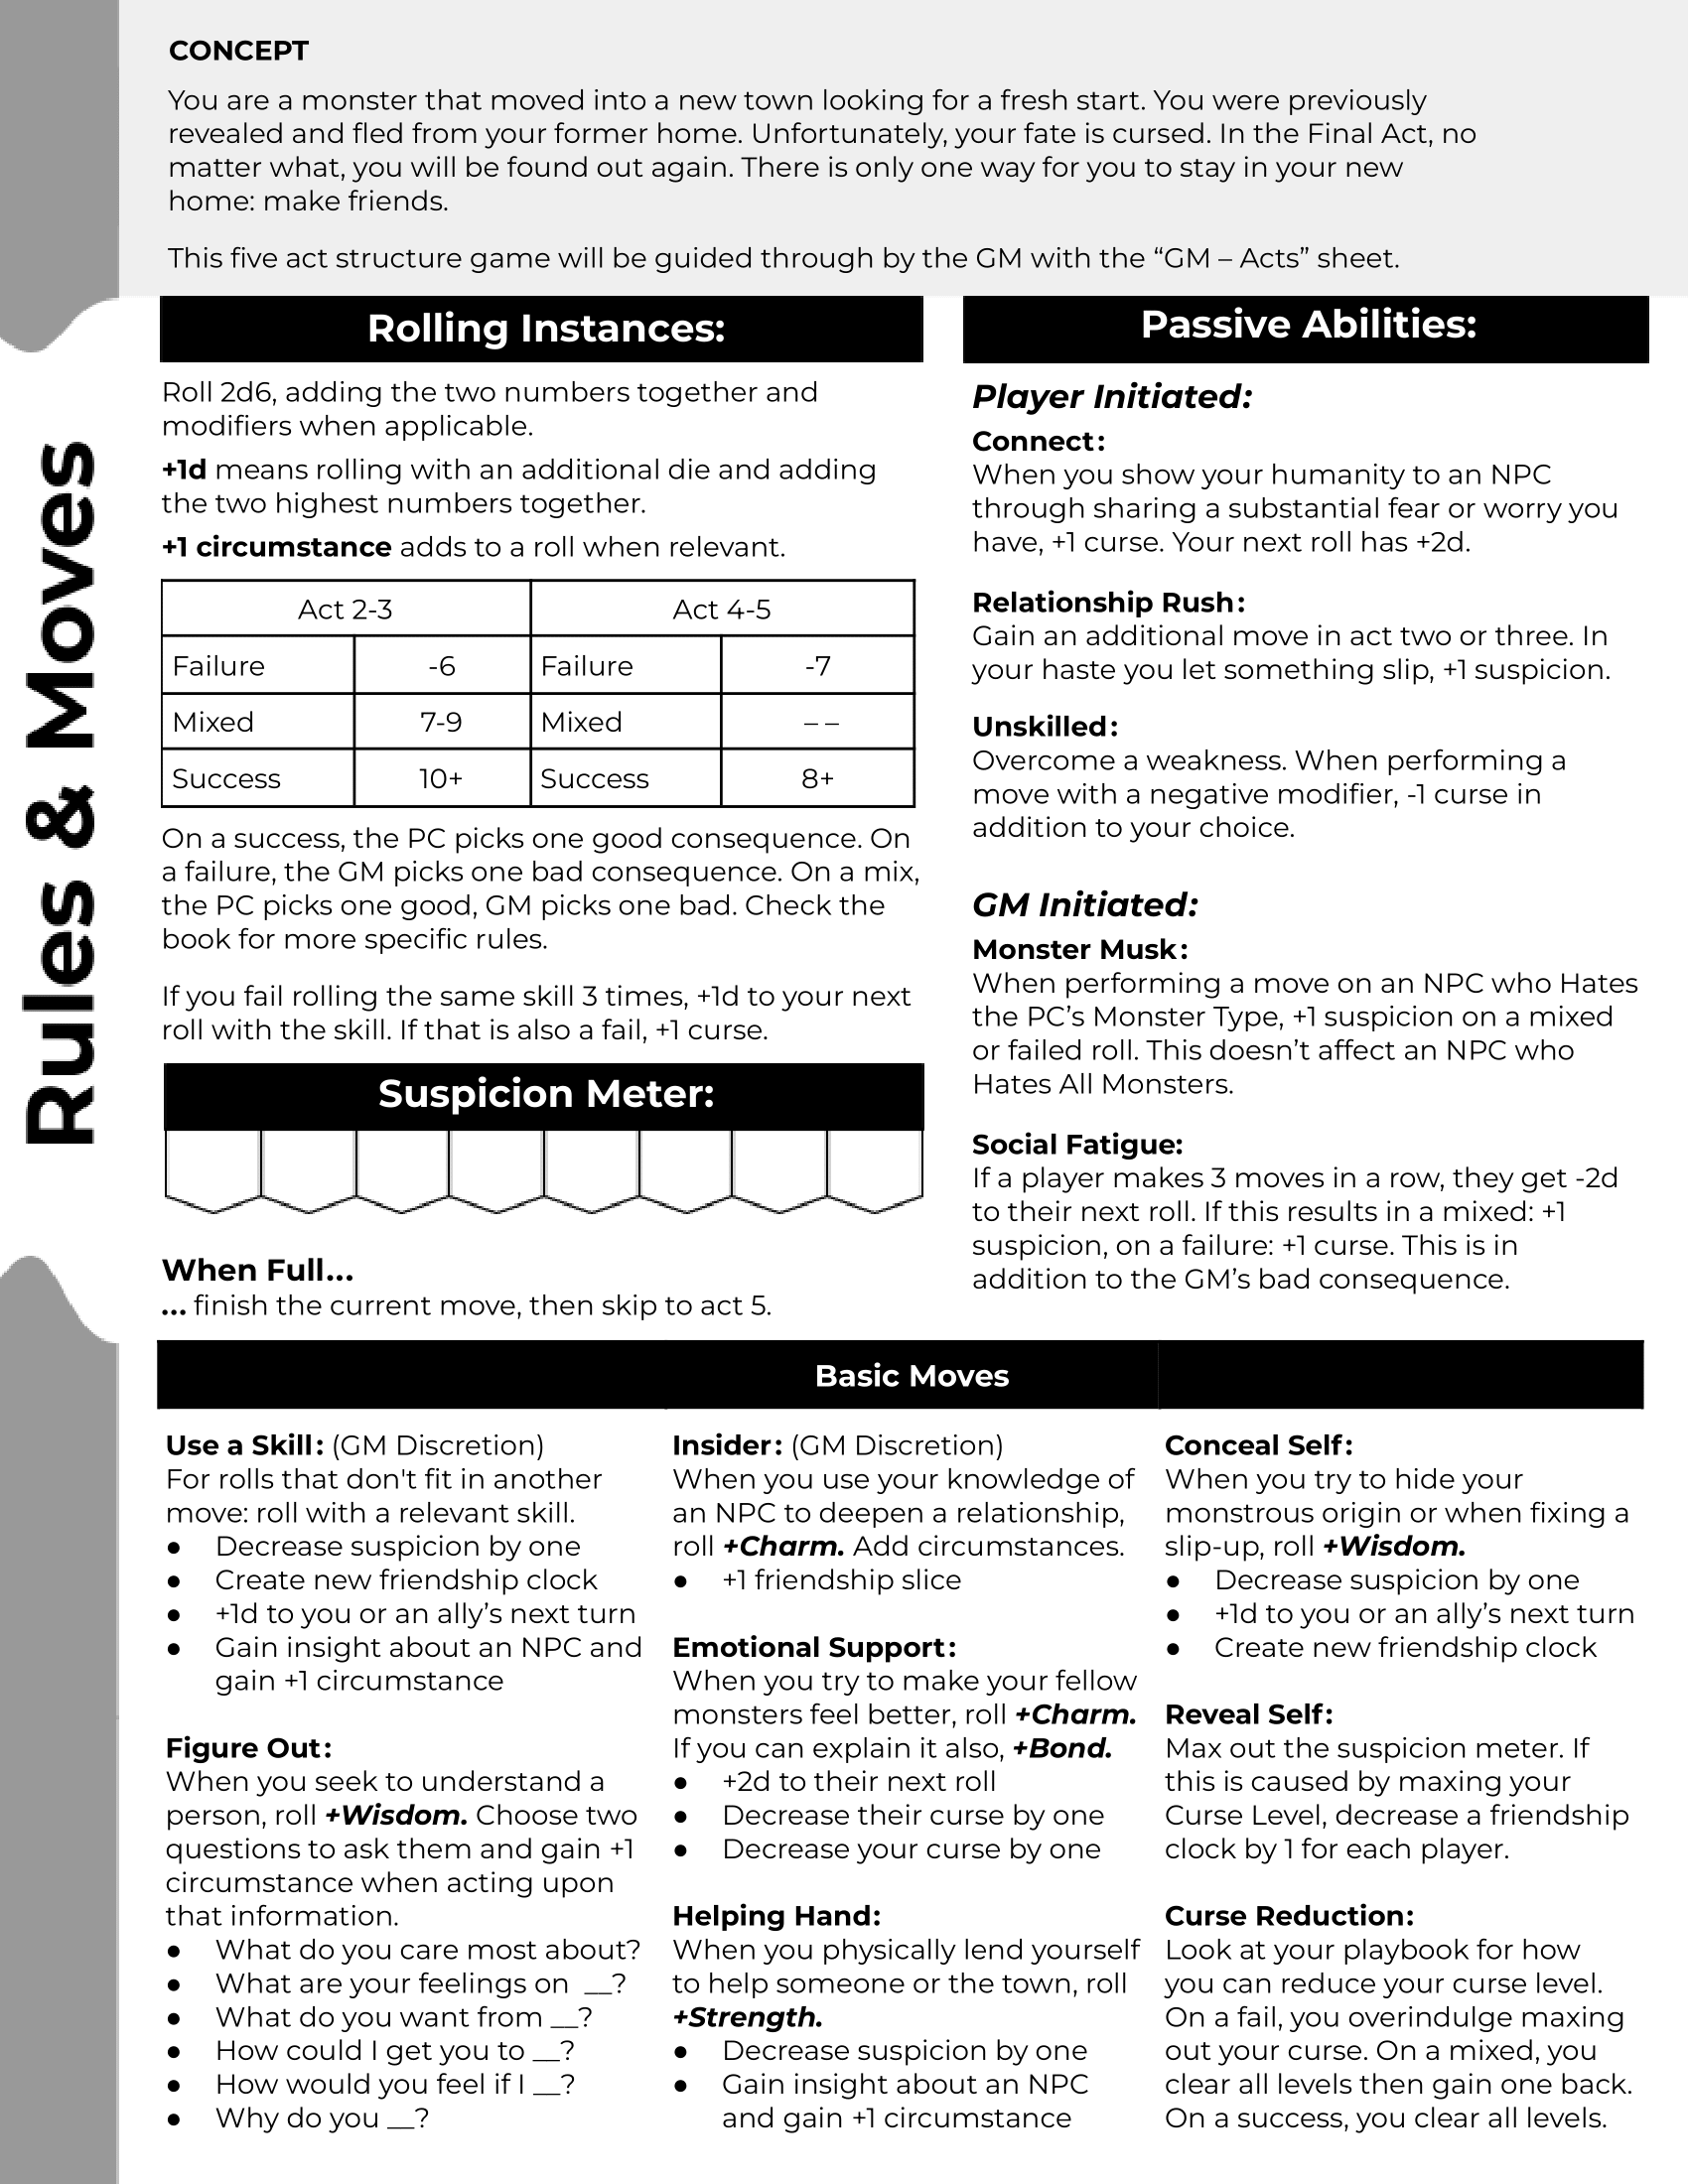 CONCEPT
You are a monster that moved into a new town looking for a fresh start. You were previously
revealed and fled from your former home. Unfortunately, your fate is cursed. In the Final Act, no
matter what, you will be found out again. There is only one way for you to stay in your new
home: make friends.
This five act structure game will be guided through by the GM with the “GM – Acts” sheet.
Rules & Moves
Rolling Instances:
Roll 2d6, adding the two numbers together and
modifiers when applicable.
+1d means rolling with an additional die and adding
the two highest numbers together.
+1 circumstance adds to a roll when relevant.
Act 2-3 Act 4-5
Failure -6 Failure -7
Mixed 7-9 Mixed – –
Success 10+ Success 8+
On a success, the PC picks one good consequence. On
a failure, the GM picks one bad consequence. On a mix,
the PC picks one good, GM picks one bad. Check the
book for more specific rules.
If you fail rolling the same skill 3 times, +1d to your next
roll with the skill. If that is also a fail, +1 curse.
Suspicion Meter:
When Full...
... finish the current move, then skip to act 5.
Passive Abilities:
Player Initiated:
Connect:
When you show your humanity to an NPC
through sharing a substantial fear or worry you
have, +1 curse. Your next roll has +2d.
Relationship Rush:
Gain an additional move in act two or three. In
your haste you let something slip, +1 suspicion.
Unskilled:
Overcome a weakness. When performing a
move with a negative modifier, -1 curse in
addition to your choice.
GM Initiated:
Monster Musk:
When performing a move on an NPC who Hates
the PC’s Monster Type, +1 suspicion on a mixed
or failed roll. This doesn’t affect an NPC who
Hates All Monsters.
Social Fatigue:
If a player makes 3 moves in a row, they get -2d
to their next roll. If this results in a mixed: +1
suspicion, on a failure: +1 curse. This is in
addition to the GM’s bad consequence.
Basic Moves
Use a Skill: (GM Discretion)
For rolls that don't fit in another
move: roll with a relevant skill.
● Decrease suspicion by one
● Create new friendship clock
● +1d to you or an ally’s next turn
● Gain insight about an NPC and
gain +1 circumstance
Figure Out:
When you seek to understand a
person, roll +Wisdom. Choose two
questions to ask them and gain +1
circumstance when acting upon
that information.
● What do you care most about?
● What are your feelings on __?
● What do you want from __?
● How could I get you to __?
● How would you feel if I __?
● Why do you __?
Insider: (GM Discretion)
When you use your knowledge of
an NPC to deepen a relationship,
roll +Charm. Add circumstances.
● +1 friendship slice
Emotional Support:
When you try to make your fellow
monsters feel better, roll +Charm.
If you can explain it also, +Bond.
● +2d to their next roll
● Decrease their curse by one
● Decrease your curse by one
Helping Hand:
When you physically lend yourself
to help someone or the town, roll
+Strength.
● Decrease suspicion by one
● Gain insight about an NPC
and gain +1 circumstance
Conceal Self:
When you try to hide your
monstrous origin or when fixing a
slip-up, roll +Wisdom.
● Decrease suspicion by one
● +1d to you or an ally’s next turn
● Create new friendship clock
Reveal Self:
Max out the suspicion meter. If
this is caused by maxing your
Curse Level, decrease a friendship
clock by 1 for each player.
Curse Reduction:
Look at your playbook for how
you can reduce your curse level.
On a fail, you overindulge maxing
out your curse. On a mixed, you
clear all levels then gain one back.
On a success, you clear all levels.